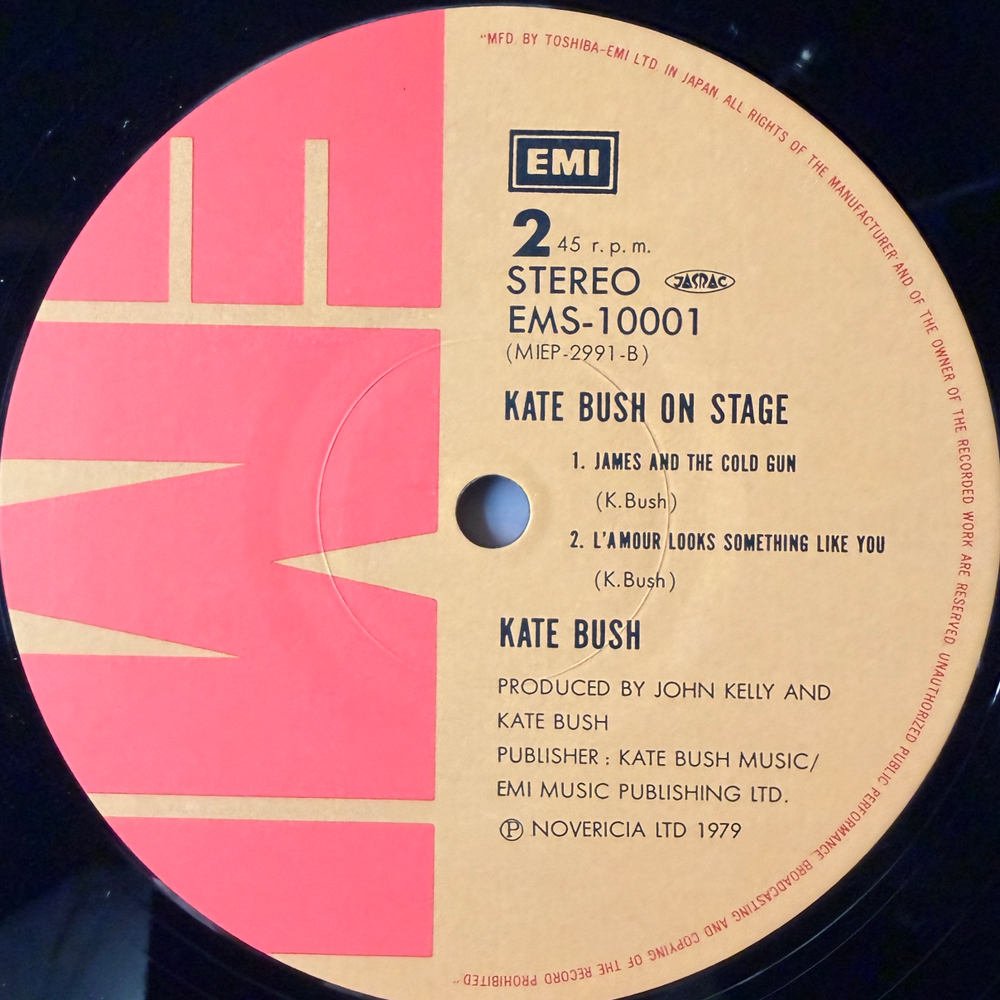 "MFD. BY TOSHIBA-EMI LTD IN JAPAN. ALL RIGHTS OF THE MANUFACTURER AND OF THE OWNER OF THE RECORDED WORK ARE RESERVED. UNAUTHORIZED PUBLIC PERFORMANCE, BROADCASTING AND COPYING OF THE RECORD PROHIBITED"
EMI
EMI
2 45 r.p.m.
STEREO JASRAC
EMS-10001
(MIEP-2991-B)
KATE BUSH ON STAGE
1. JAMES AND THE COLD GUN
(K.Bush)
2. L'AMOUR LOOKS SOMETHING LIKE YOU
(K.Bush)
KATE BUSH
PRODUCED BY JOHN KELLY AND
KATE BUSH
PUBLISHER : KATE BUSH MUSIC/
EMI MUSIC PUBLISHING LTD.
Ⓟ NOVERICIA LTD 1979